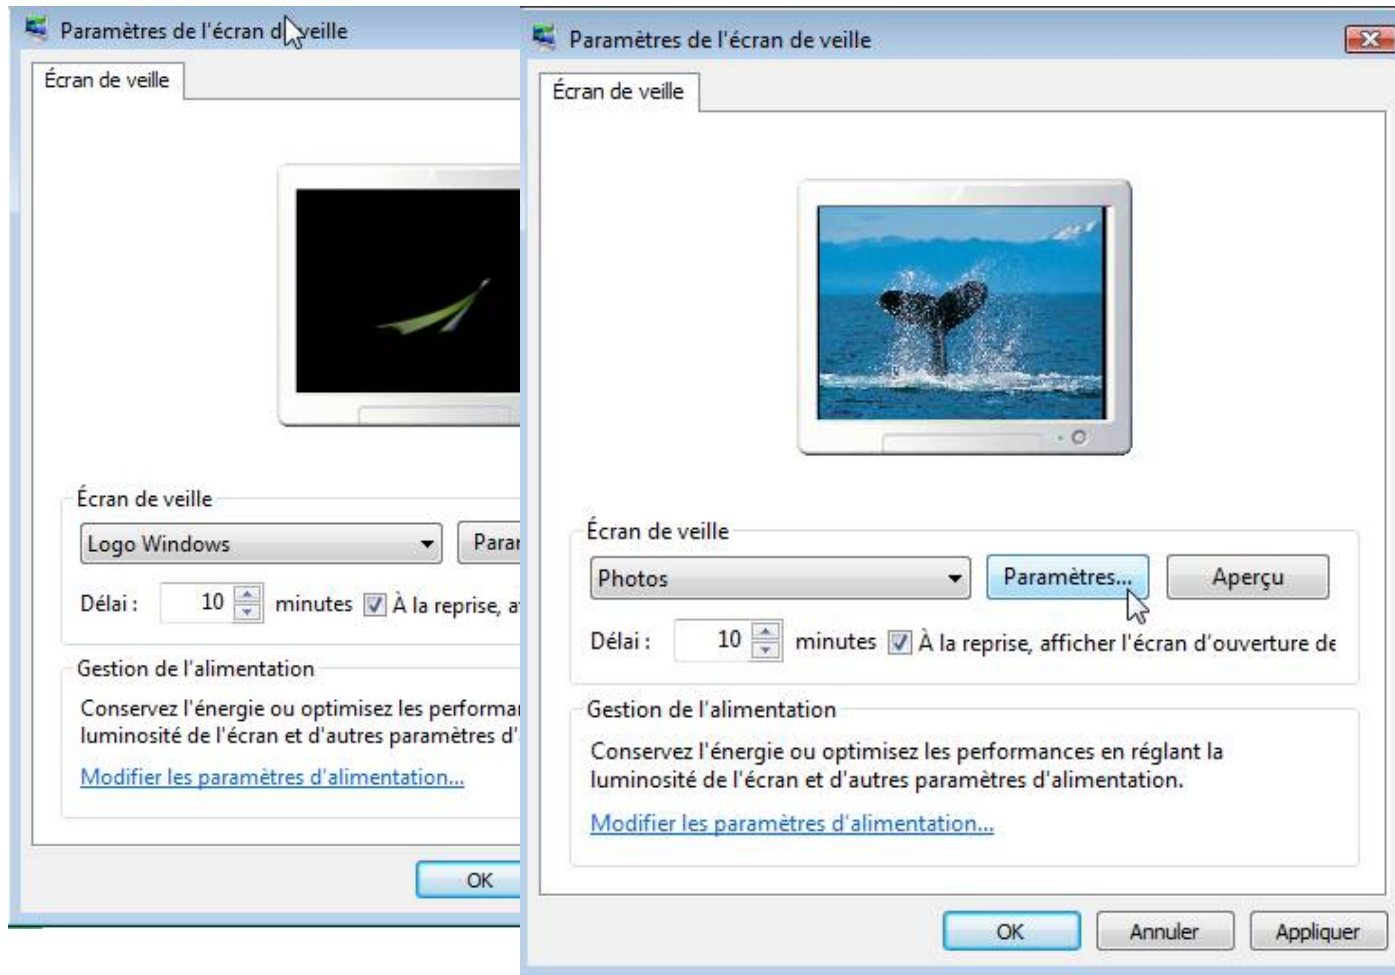 Paramètres de l'écran de veille
Écran de veille
Écran de veille
Logo Windows
Délai :
10
minutes
À la reprise,
Gestion de l'alimentation
Conservez l'énergie ou optimisez les
luminosité de l'écran et d'autres paramètres
Modifier les paramètres d'alimentation...
OK
Paramètres de l'écran de veille
Écran de veille
Écran de veille
Photos
Paramètres...
Aperçu
Délai :
10
minutes
À la reprise, afficher l'écran d'ouverture de
Gestion de l'alimentation
Conservez l'énergie ou optimisez les performances en réglant la
luminosité de l'écran et d'autres paramètres d'alimentation.
Modifier les paramètres d'alimentation...
OK
Annuler
Appliquer